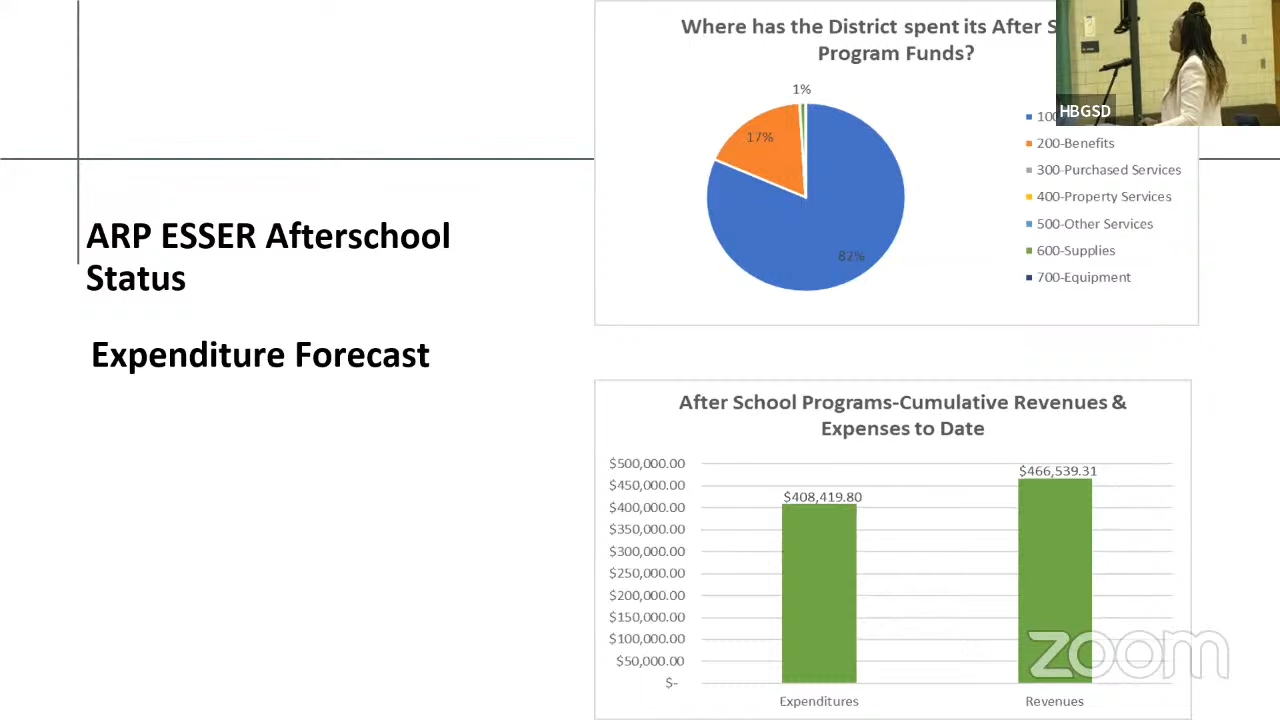 Where has the District spent its After S
Program Funds?
1%
17%
82%
100
200-Benefits
300-Purchased Services
400-Property Services
500-Other Services
600-Supplies
700-Equipment
HBGSD
ARP ESSER Afterschool
Status
Expenditure Forecast
After School Programs-Cumulative Revenues &
Expenses to Date
$500,000.00
$450,000.00
$400,000.00
$350,000.00
$300,000.00
$250,000.00
$200,000.00
$150,000.00
$100,000.00
$50,000.00
$-
$408,419.80
$466,539.31
Expenditures
Revenues
zoom